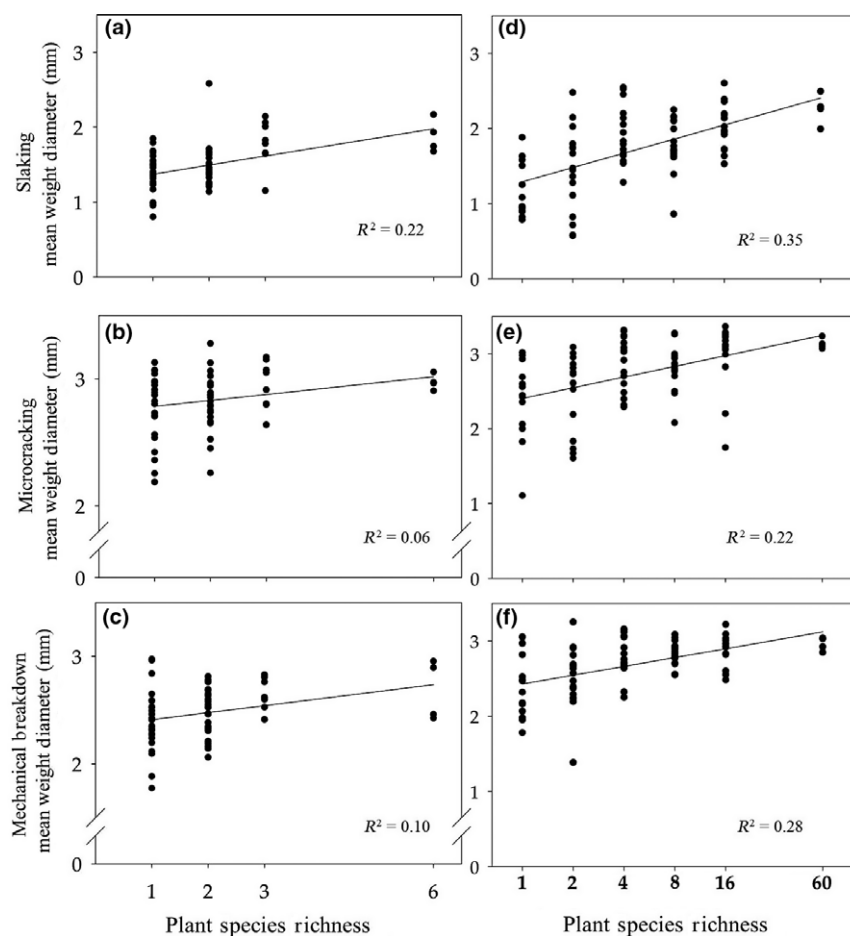 (a)
Slaking
mean weight diameter (mm)
3
2
1
0
R² = 0.22
(d)
3
2
1
0
R² = 0.35
(b)
Microcracking
mean weight diameter (mm)
3
2
0
R² = 0.06
(e)
3
2
1
0
R² = 0.22
(c)
Mechanical breakdown
mean weight diameter (mm)
3
2
0
R² = 0.10
1 2 3 6
Plant species richness
(f)
3
2
1
0
R² = 0.28
1 2 4 8 16 60
Plant species richness